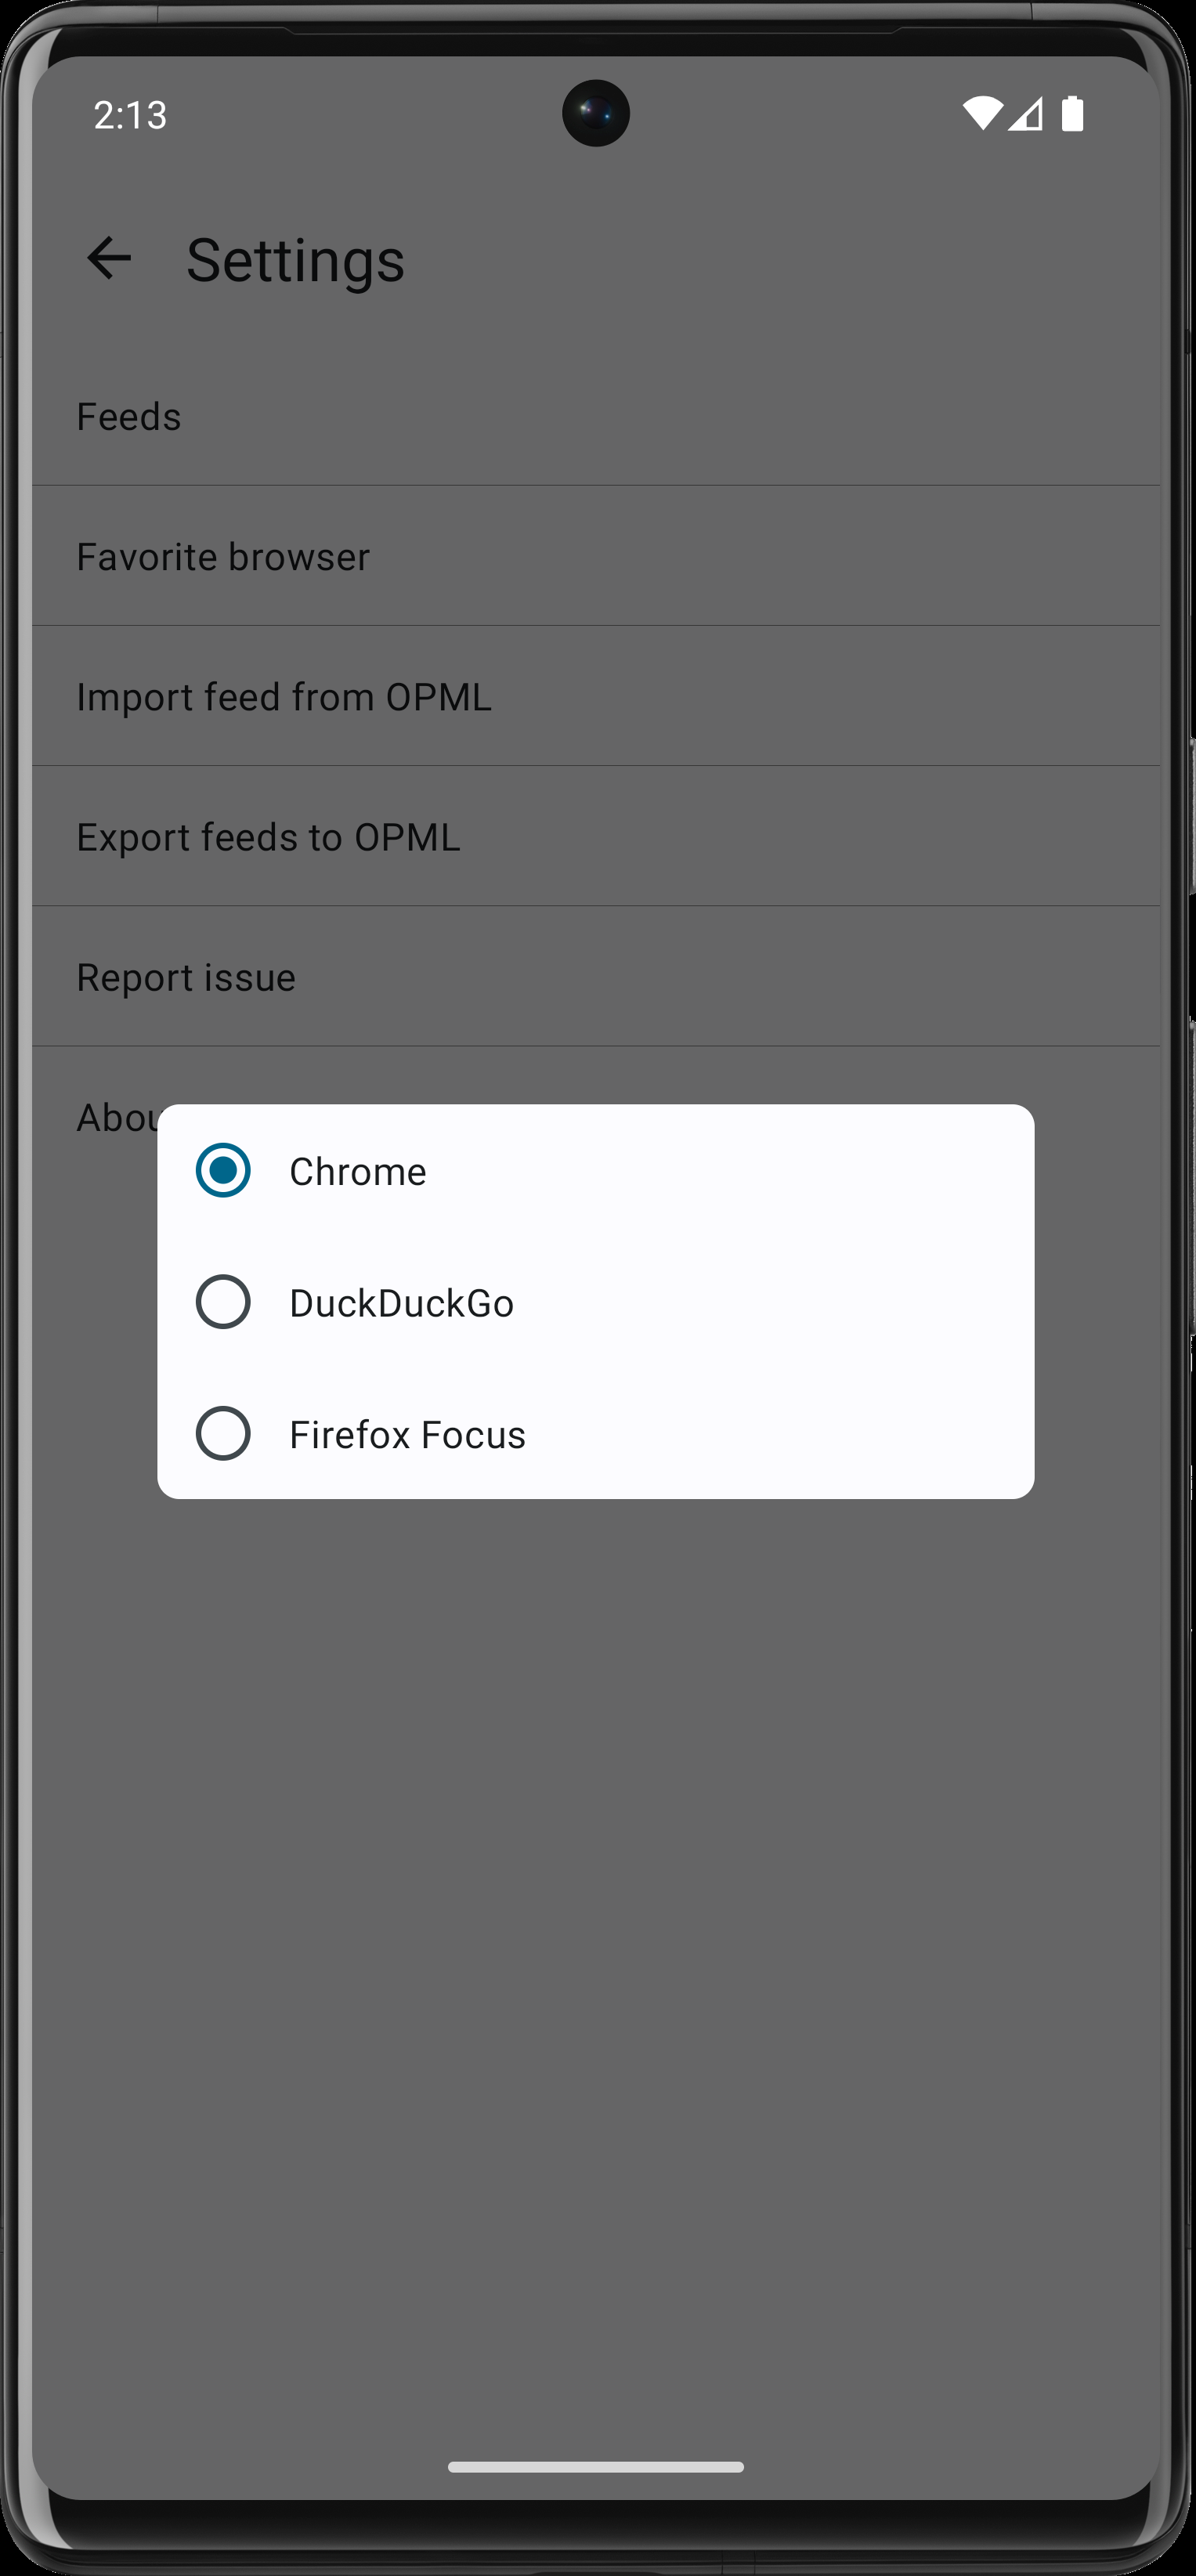 2:13
Settings
Feeds
Favorite browser
Import feed from OPML
Export feeds to OPML
Report issue
Abou
Chrome
DuckDuckGo
Firefox Focus